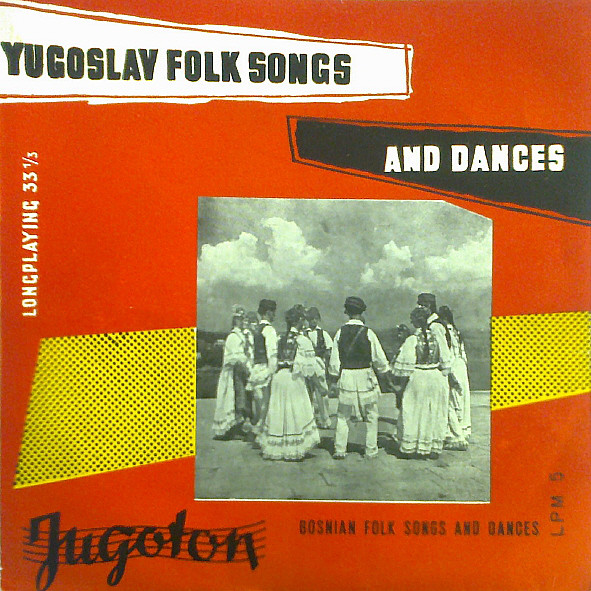 YUGOSLAV FOLK SONGS
AND DANCES
LONGPLAYING 33 1/3
Jugoton
BOSNIAN FOLK SONGS AND DANCES
LPM 5